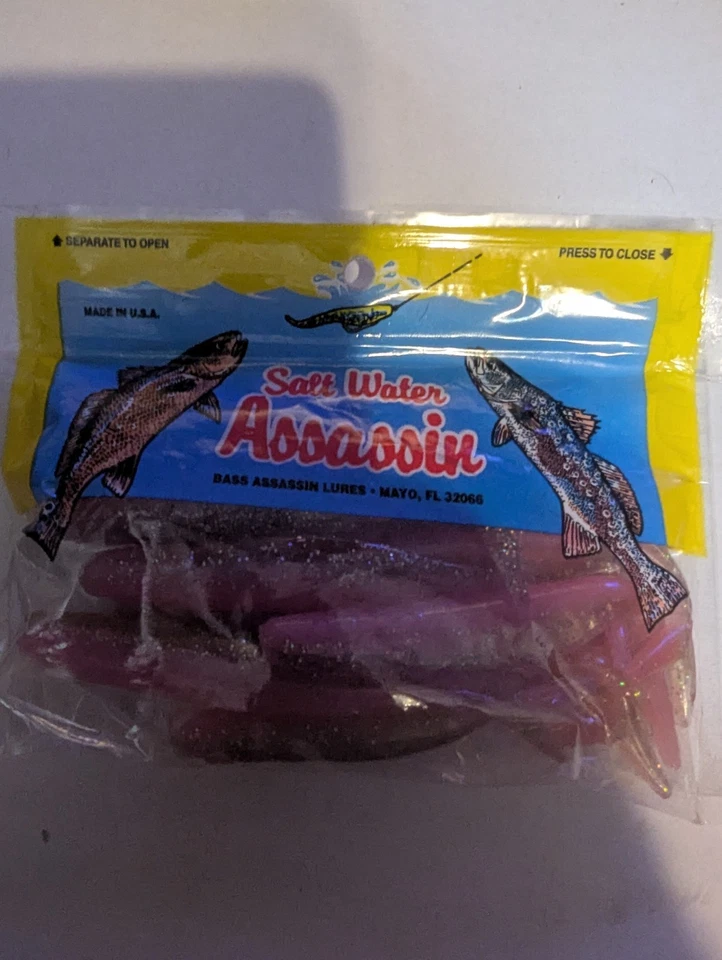 SEPARATE TO OPEN
PRESS TO CLOSE
MADE IN U.S.A.
Salt Water
Assassin
BASS ASSASSIN LURES • MAYO, FL 32066